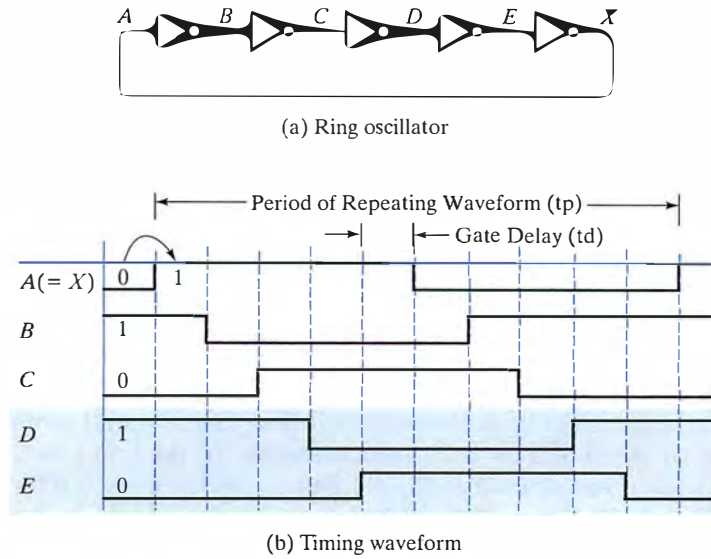 A B C D E X
(a) Ring oscillator
Period of Repeating Waveform (tp)
Gate Delay (td)
A(= X) 0 1
B 1
C 0
D 1
E 0
(b) Timing waveform